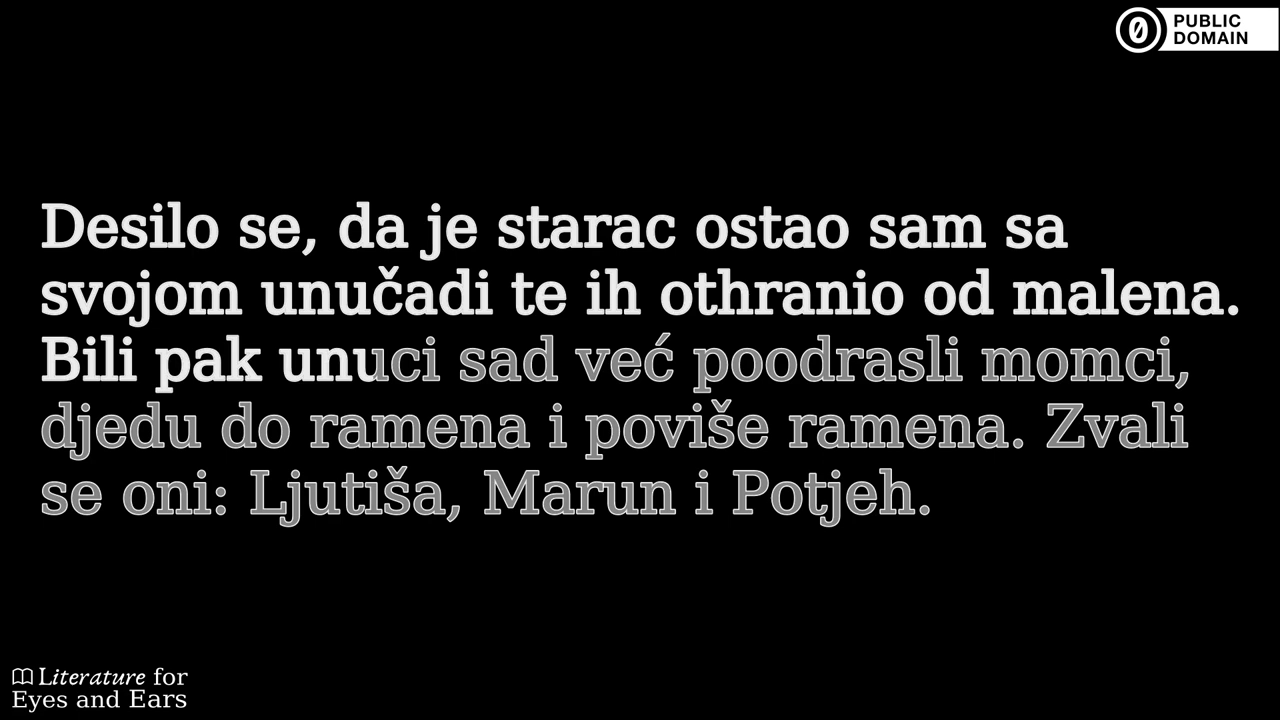 PUBLIC
DOMAIN
Desilo se, da je starac ostao sam sa
svojom unučadi te ih othranio od malena.
Bili pak unuci sad već poodrasli momci,
djedu do ramena i poviše ramena. Zvali
se oni: Ljutiša, Marun i Potjeh.
Literature for
Eyes and Ears